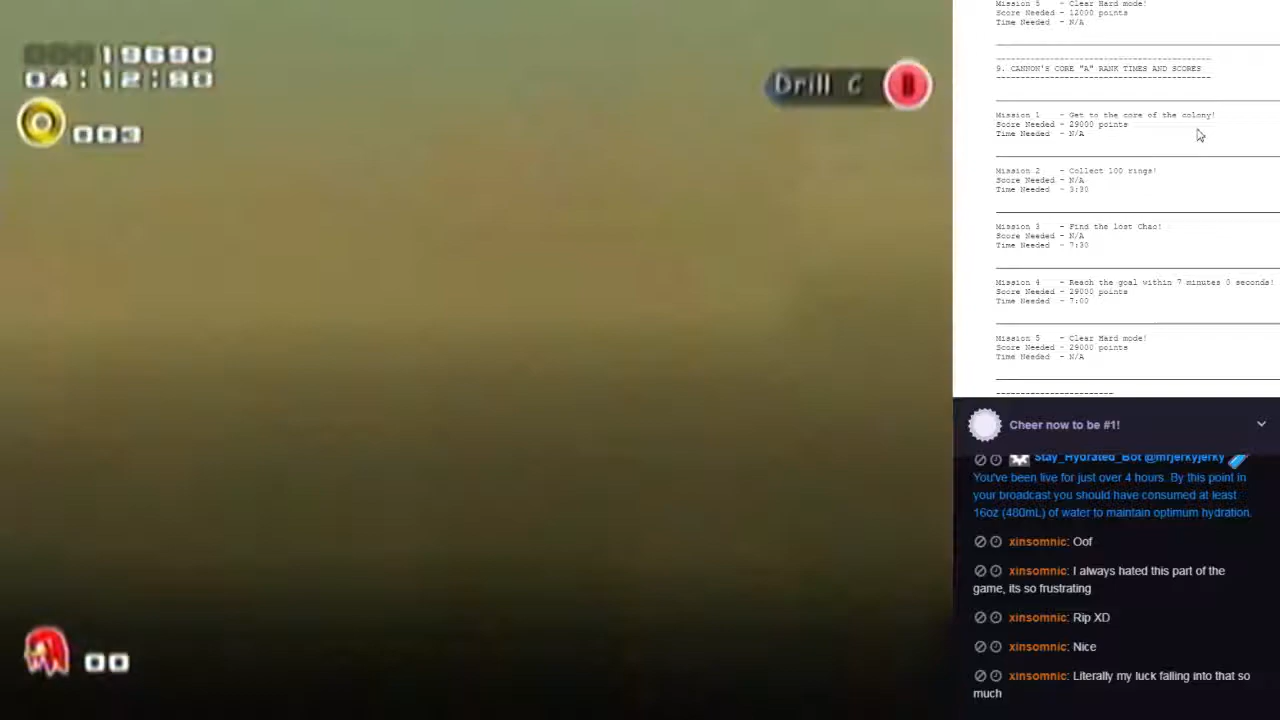 00019690
04:12:90
003
Drill C
00
Mission 5 - Clear Hard mode!
Score Needed - 12000 points
Time Needed - N/A
9. CANNON'S CORE "A" RANK TIMES AND SCORES
Mission 1 - Get to the core of the colony!
Score Needed - 29000 points
Time Needed - N/A
Mission 2 - Collect 100 rings!
Score Needed - N/A
Time Needed - 3:30
Mission 3 - Find the lost Chao!
Score Needed - N/A
Time Needed - 7:30
Mission 4 - Reach the goal within 7 minutes 0 seconds!
Score Needed - 29000 points
Time Needed - 7:00
Mission 5 - Clear Hard mode!
Score Needed - 29000 points
Time Needed - N/A
Cheer now to be #1!
Stay_Hydrated_Bot @mrjerkyjerky
You've been live for just over 4 hours. By this point in
your broadcast you should have consumed at least
16oz (480mL) of water to maintain optimum hydration.
xinsomnic: Oof
xinsomnic: I always hated this part of the
game, its so frustrating
xinsomnic: Rip XD
xinsomnic: Nice
xinsomnic: Literally my luck falling into that so
much